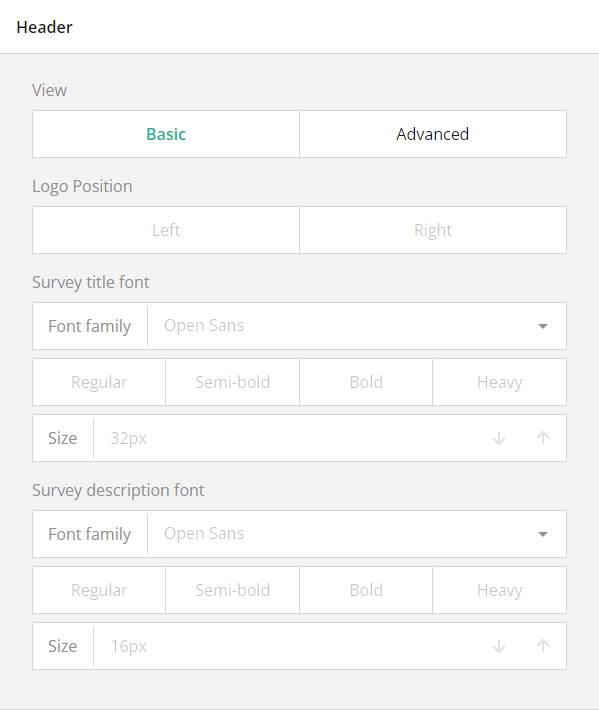 Header
View
Basic Advanced
Logo Position
Left Right
Survey title font
Font family Open Sans
Regular Semi-bold Bold Heavy
Size 32px
Survey description font
Font family Open Sans
Regular Semi-bold Bold Heavy
Size 16px